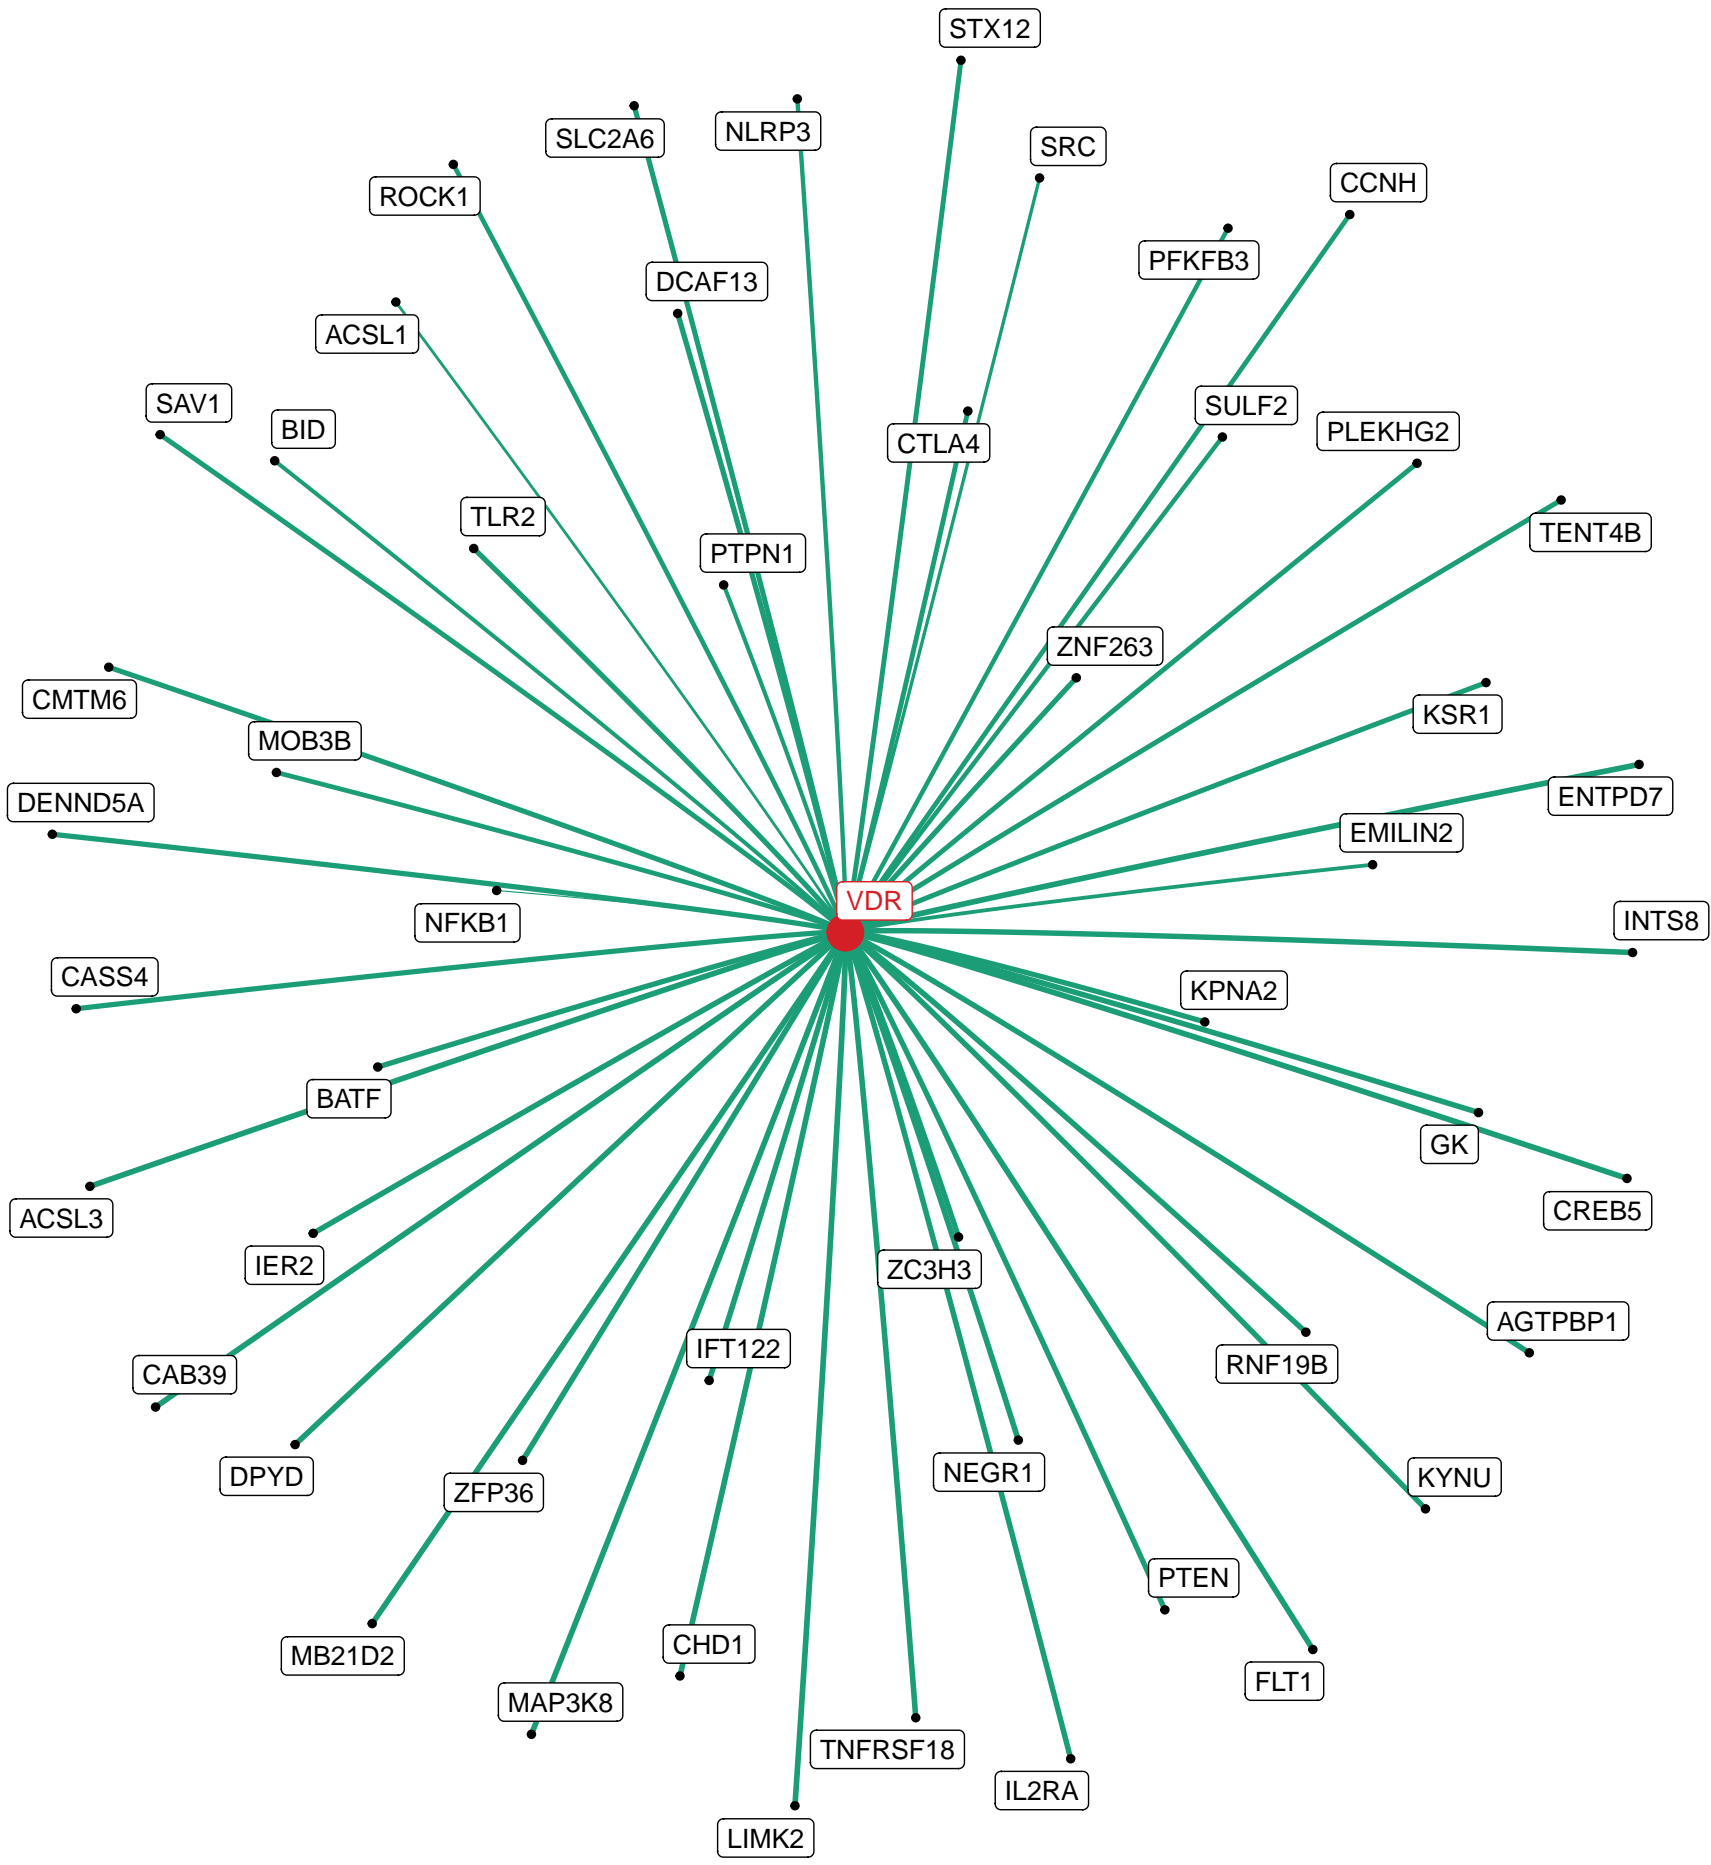 STX12
NLRP3
SLC2A6
SRC
CCNH
ROCK1
PFKFB3
DCAF13
ACSL1
SAV1
SULF2
BID
PLEKHG2
CTLA4
TLR2
TENT4B
PTPN1
ZNF263
CMTM6
KSR1
MOB3B
ENTPD7
DENND5A
EMILIN2
VDR
INTS8
NFKB1
CASS4
KPNA2
BATF
GK
CREB5
ACSL3
IER2
ZC3H3
AGTPBP1
IFT122
RNF19B
CAB39
NEGR1
DPYD
KYNU
ZFP36
PTEN
CHD1
MB21D2
FLT1
MAP3K8
TNFRSF18
IL2RA
LIMK2